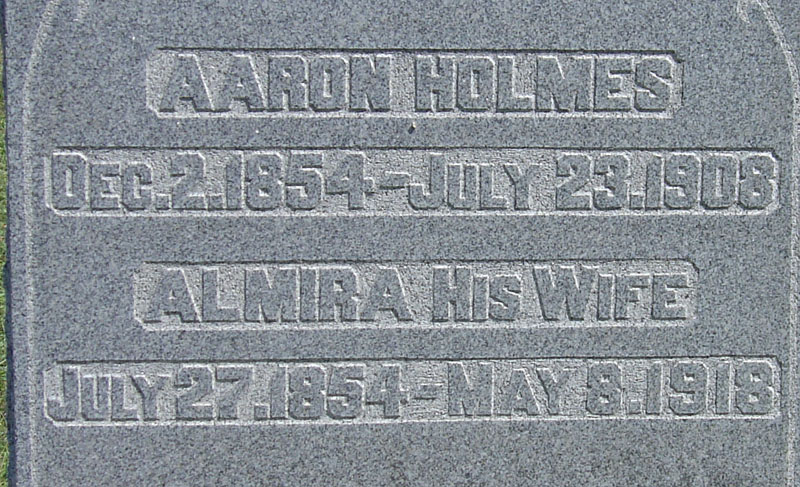 AARON HOLMES
DEC.2.1854-JULY 23.1908
ALMIRA HIS WIFE
JULY 27.1854-MAY 8.1918